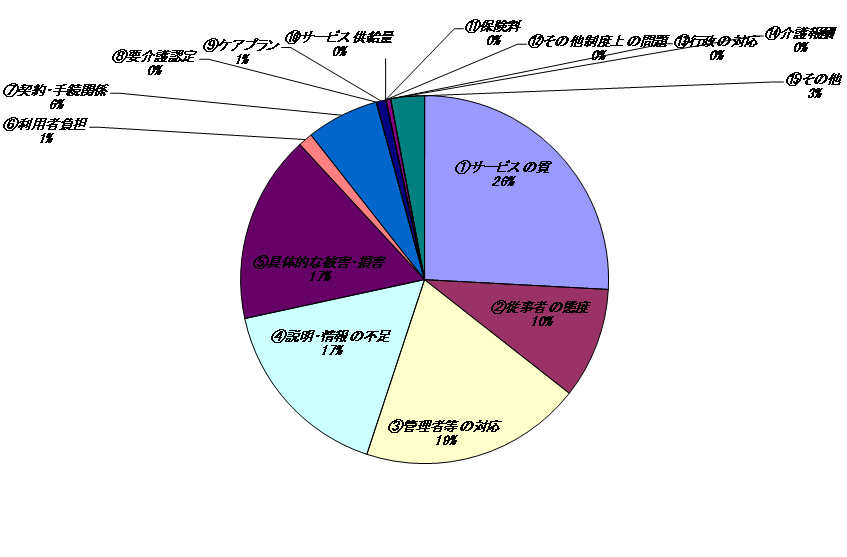 ①サービスの質
26%
②従事者の態度
10%
③管理者等の対応
19%
④説明・情報の不足
17%
⑤具体的な被害・損害
17%
⑥利用者負担
1%
⑦契約・手続関係
6%
⑧要介護認定
0%
⑨ケアプラン
1%
⑩サービス供給量
0%
⑪保険料
0%
⑫その他制度上の問題
0%
⑬行政の対応
0%
⑭介護報酬
0%
⑮その他
3%